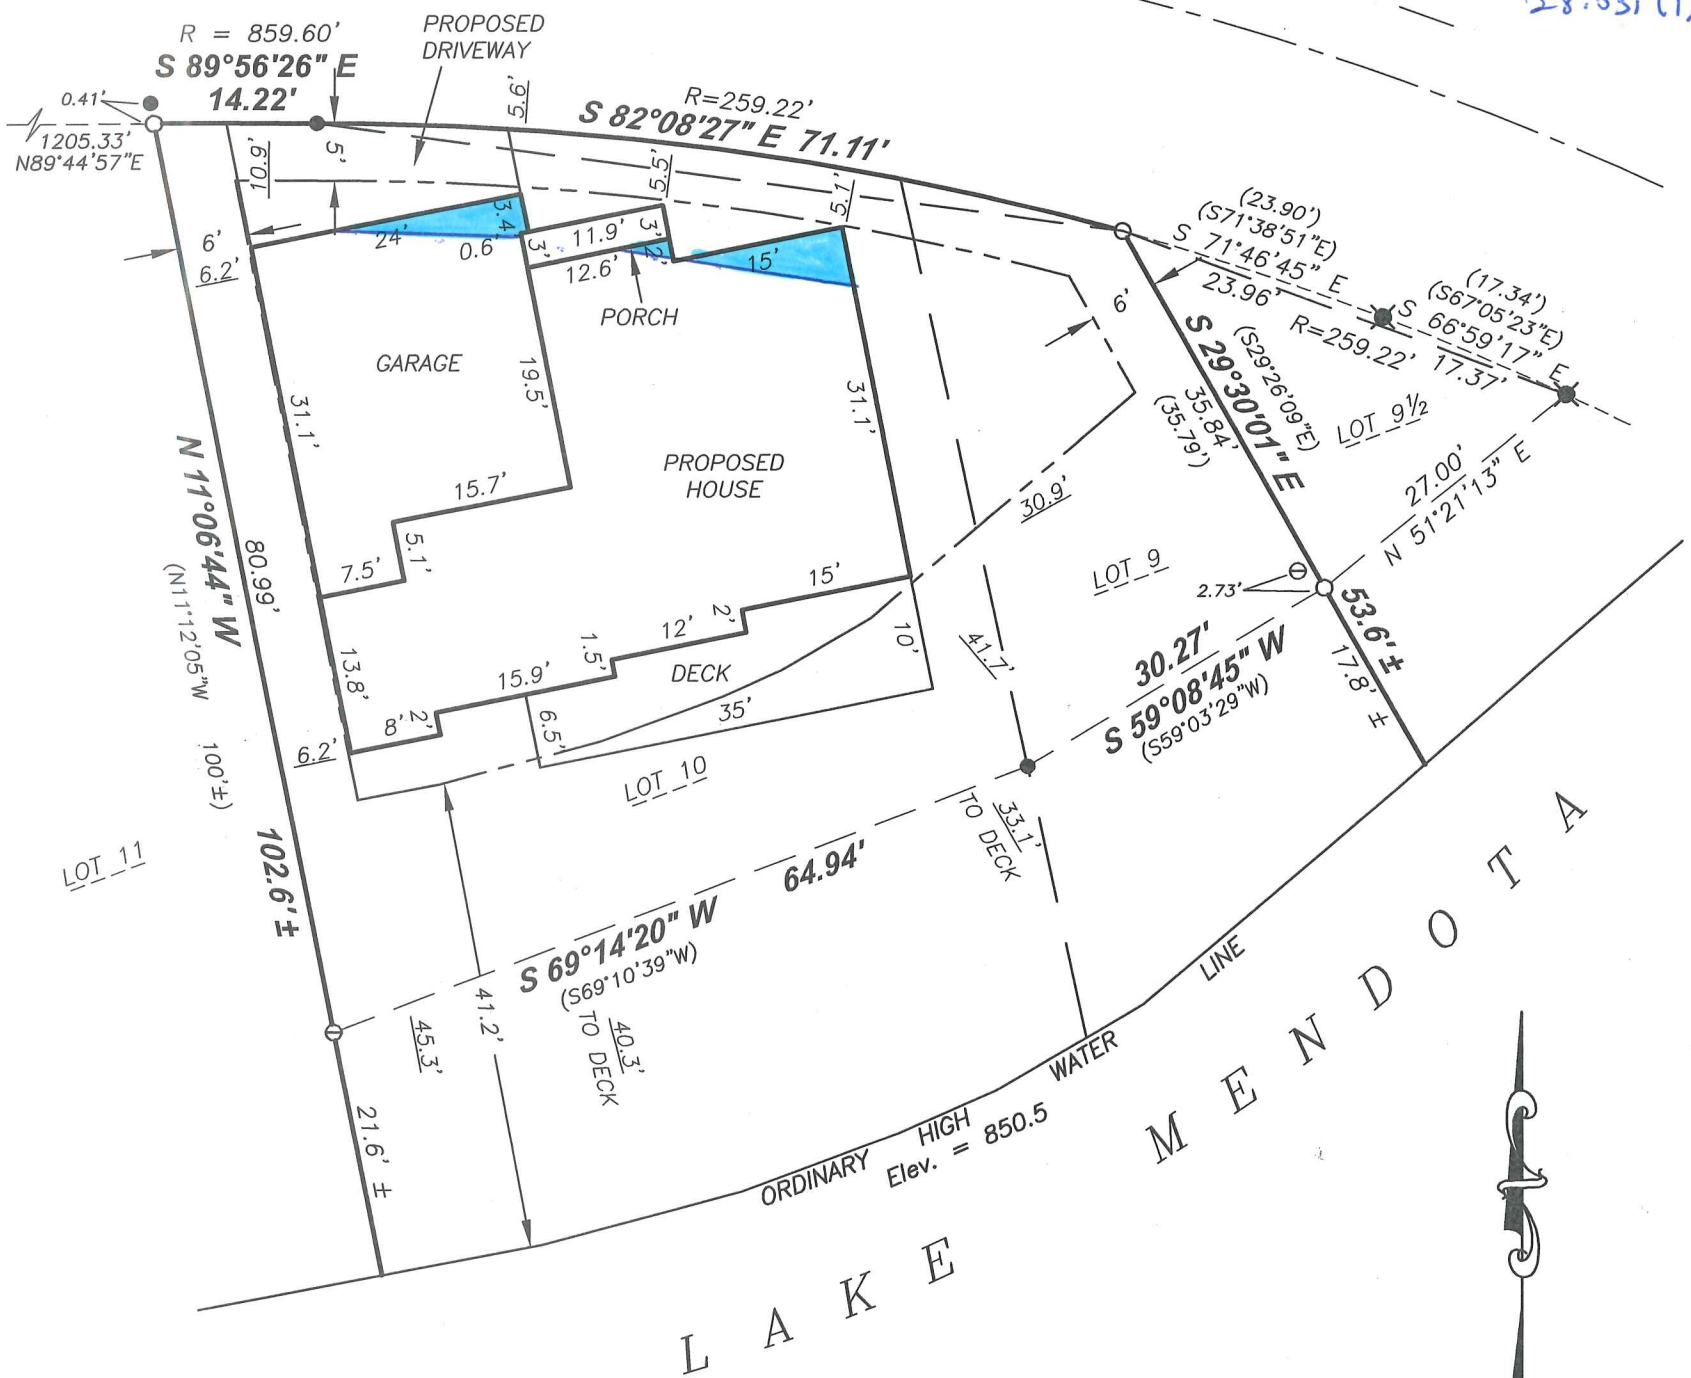 R = 859.60'
S 89°56'26" E
14.22'
PROPOSED
DRIVEWAY
0.41'
1205.33'
N89°44'57"E
5.6'
R=259.22'
S 82°08'27" E 71.11'
10.9'
5'
5.5'
5.1'
6'
6.2'
24'
3.4'
0.6'
3'
11.9'
12.6'
3'
2'
15'
PORCH
GARAGE
31.1'
19.5'
31.1'
PROPOSED
HOUSE
15.7'
5.1'
7.5'
13.8'
6.2'
8'
2'
15.9'
1.5'
12'
2'
15'
DECK
10'
6.5'
35'
6'
(23.90')
(S71°38'51"E)
S 71°46'45" E
23.96'
(17.34')
(S67°05'23"E)
S 66°59'17" E
R=259.22' 17.37'
S 29°30'01" E
(S29°26'09"E)
35.84'
(35.79')
LOT 9½
27.00'
N 51°21'13" E
30.9'
LOT 9
2.73'
53.6'±
17.8' ±
41.7'
30.27'
S 59°08'45" W
(S59°03'29"W)
N 11°06'44" W
80.99'
(N11°12'05"W 100'±)
102.6'±
LOT 11
LOT 10
33.1'
TO DECK
64.94'
S 69°14'20" W
(S69°10'39"W)
41.2'
45.3'
40.3'
TO DECK
21.6' ±
ORDINARY HIGH WATER LINE
Elev. = 850.5
LAKE MENDOTA